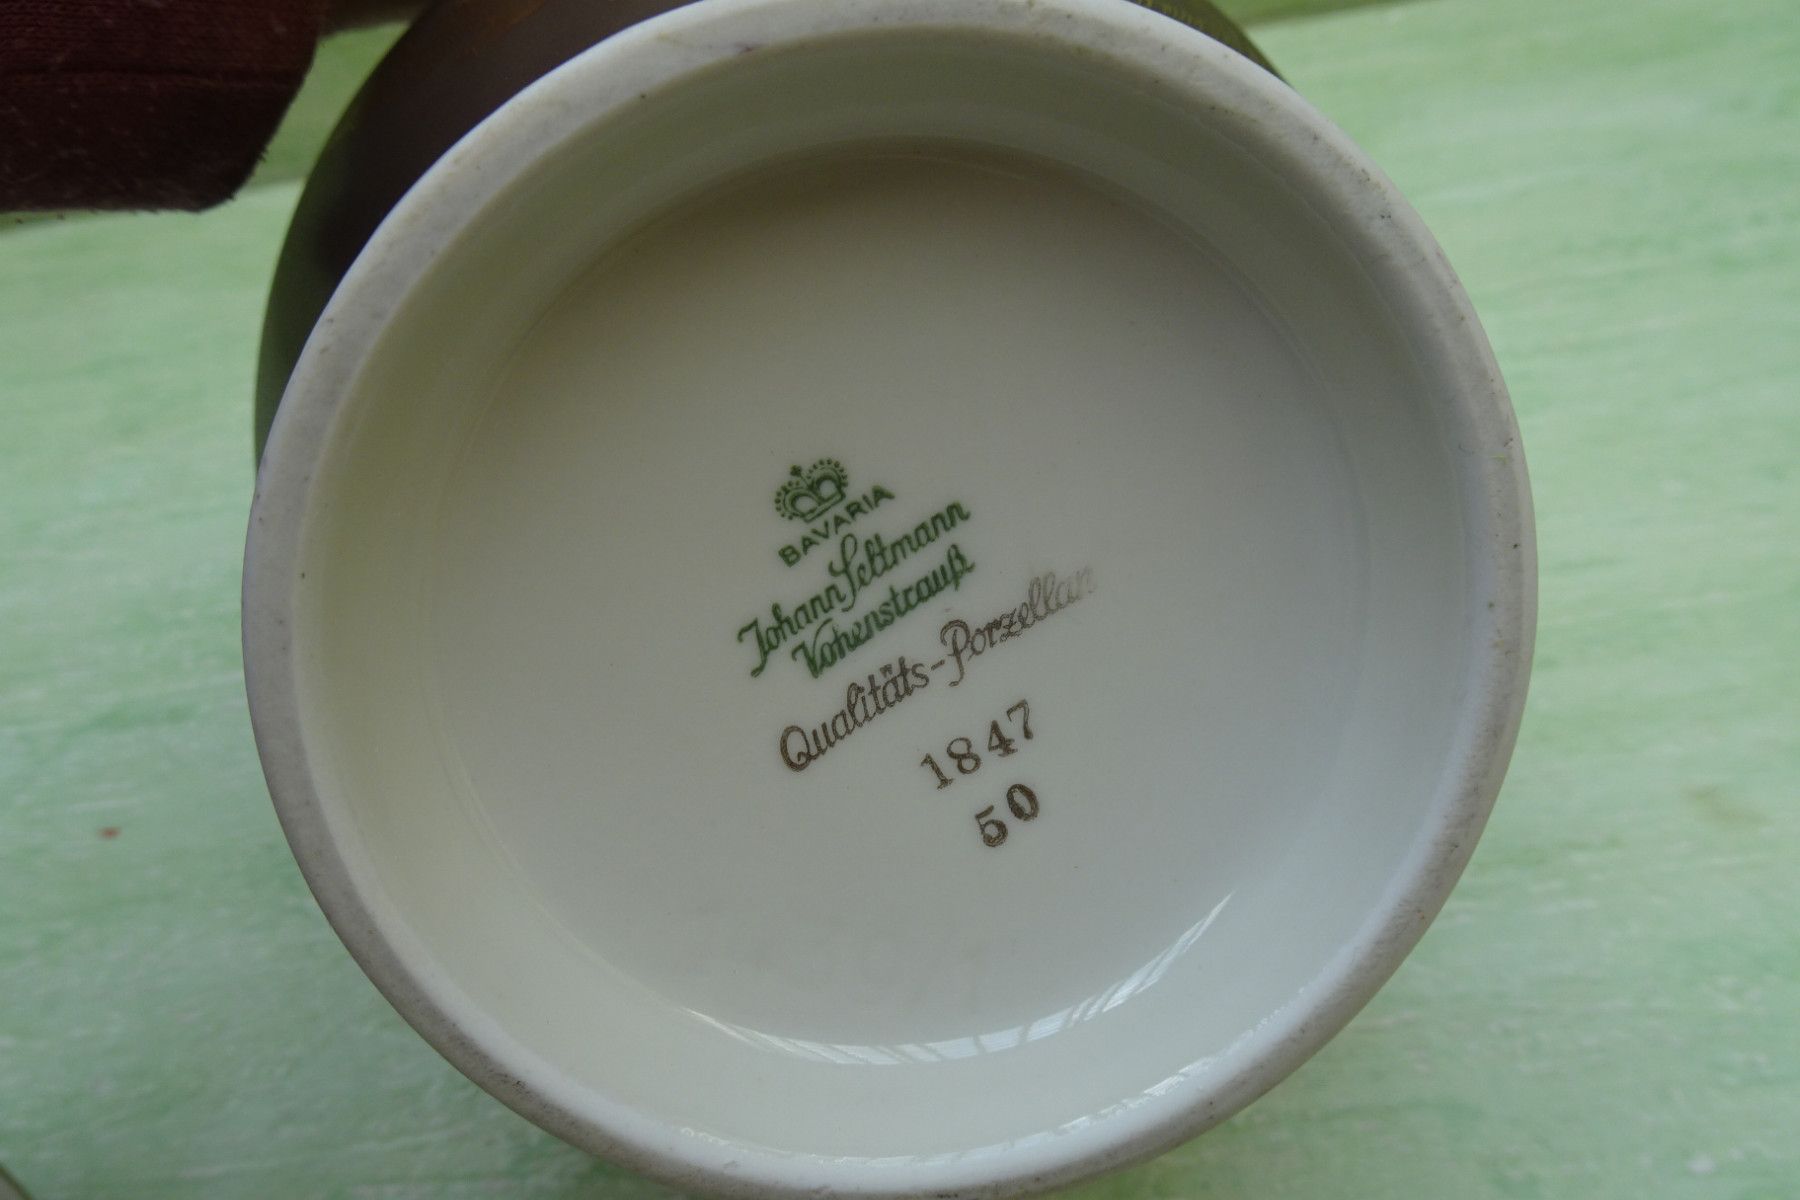 BAVARIA
Johann Seltmann
Vohenstrauß
Qualitäts-Porzellan
1847
50